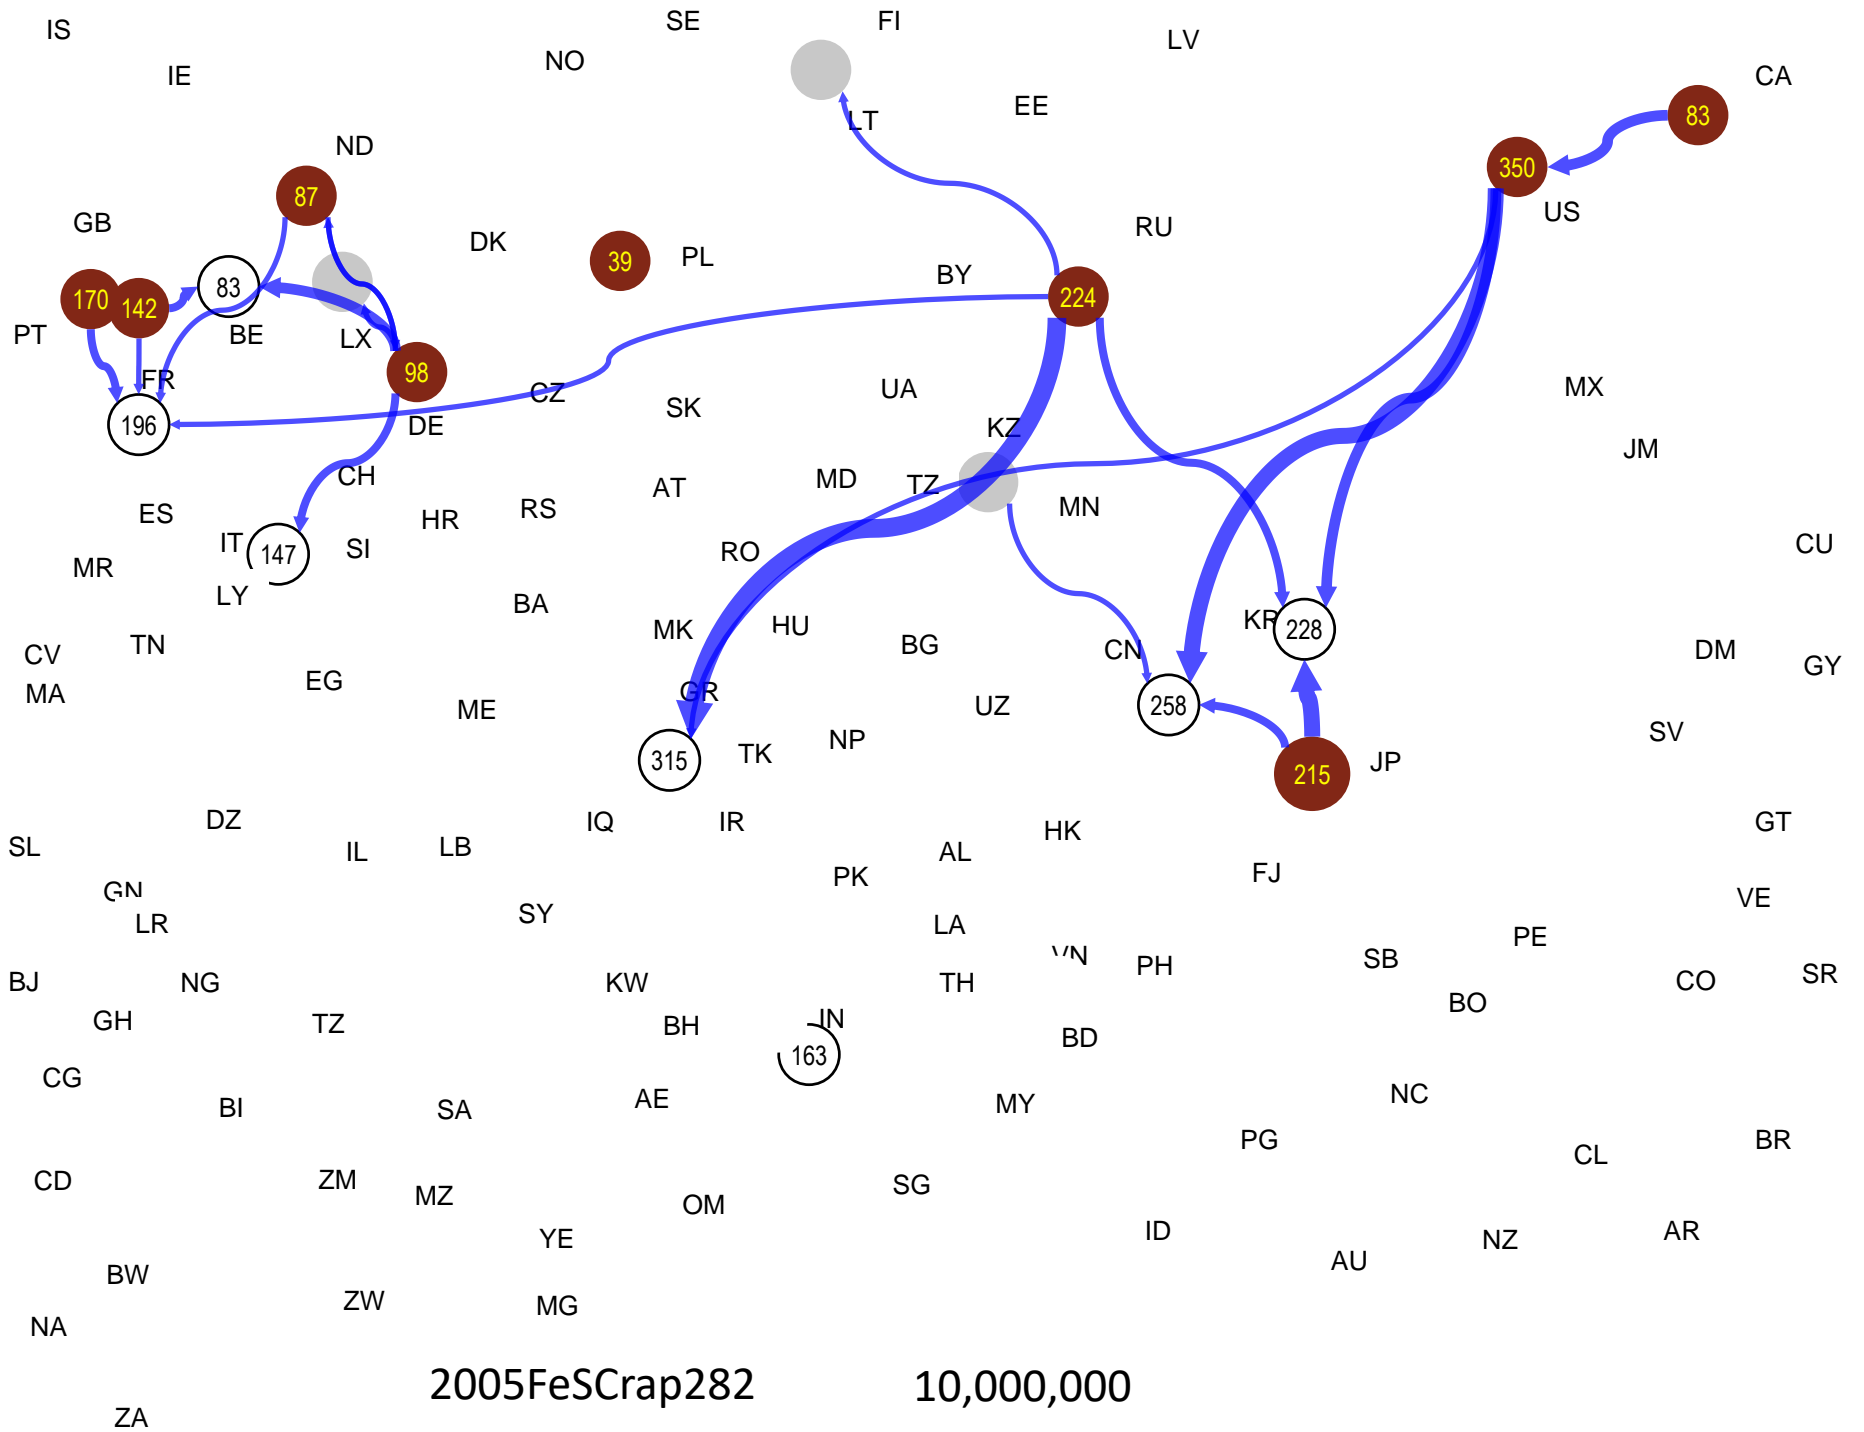 IS
SE
FI
LV
IE
NO
CA
EE
83
LT
ND
350
87
US
GB
RU
DK
PL
39
BY
83
170
142
224
PT
BE
LX
98
FR
CZ
UA
MX
SK
196
DE
KZ
JM
CH
MD
TZ
AT
MN
ES
HR
RS
IT
147
SI
RO
CU
MR
LY
BA
MK
HU
KR
228
TN
BG
CN
DM
CV
GY
MA
EG
GR
ME
UZ
258
SV
NP
TK
315
JP
215
DZ
IQ
IR
HK
GT
SL
IL
LB
AL
PK
FJ
GN
VE
LR
SY
LA
PE
VN
PH
SB
BJ
NG
KW
TH
CO
SR
BO
GH
TZ
BH
IN
BD
163
CG
NC
AE
BI
SA
MY
PG
BR
CL
CD
ZM
MZ
SG
OM
YE
ID
NZ
AR
AU
BW
ZW
MG
NA
2005FeSCrap282
10,000,000
ZA